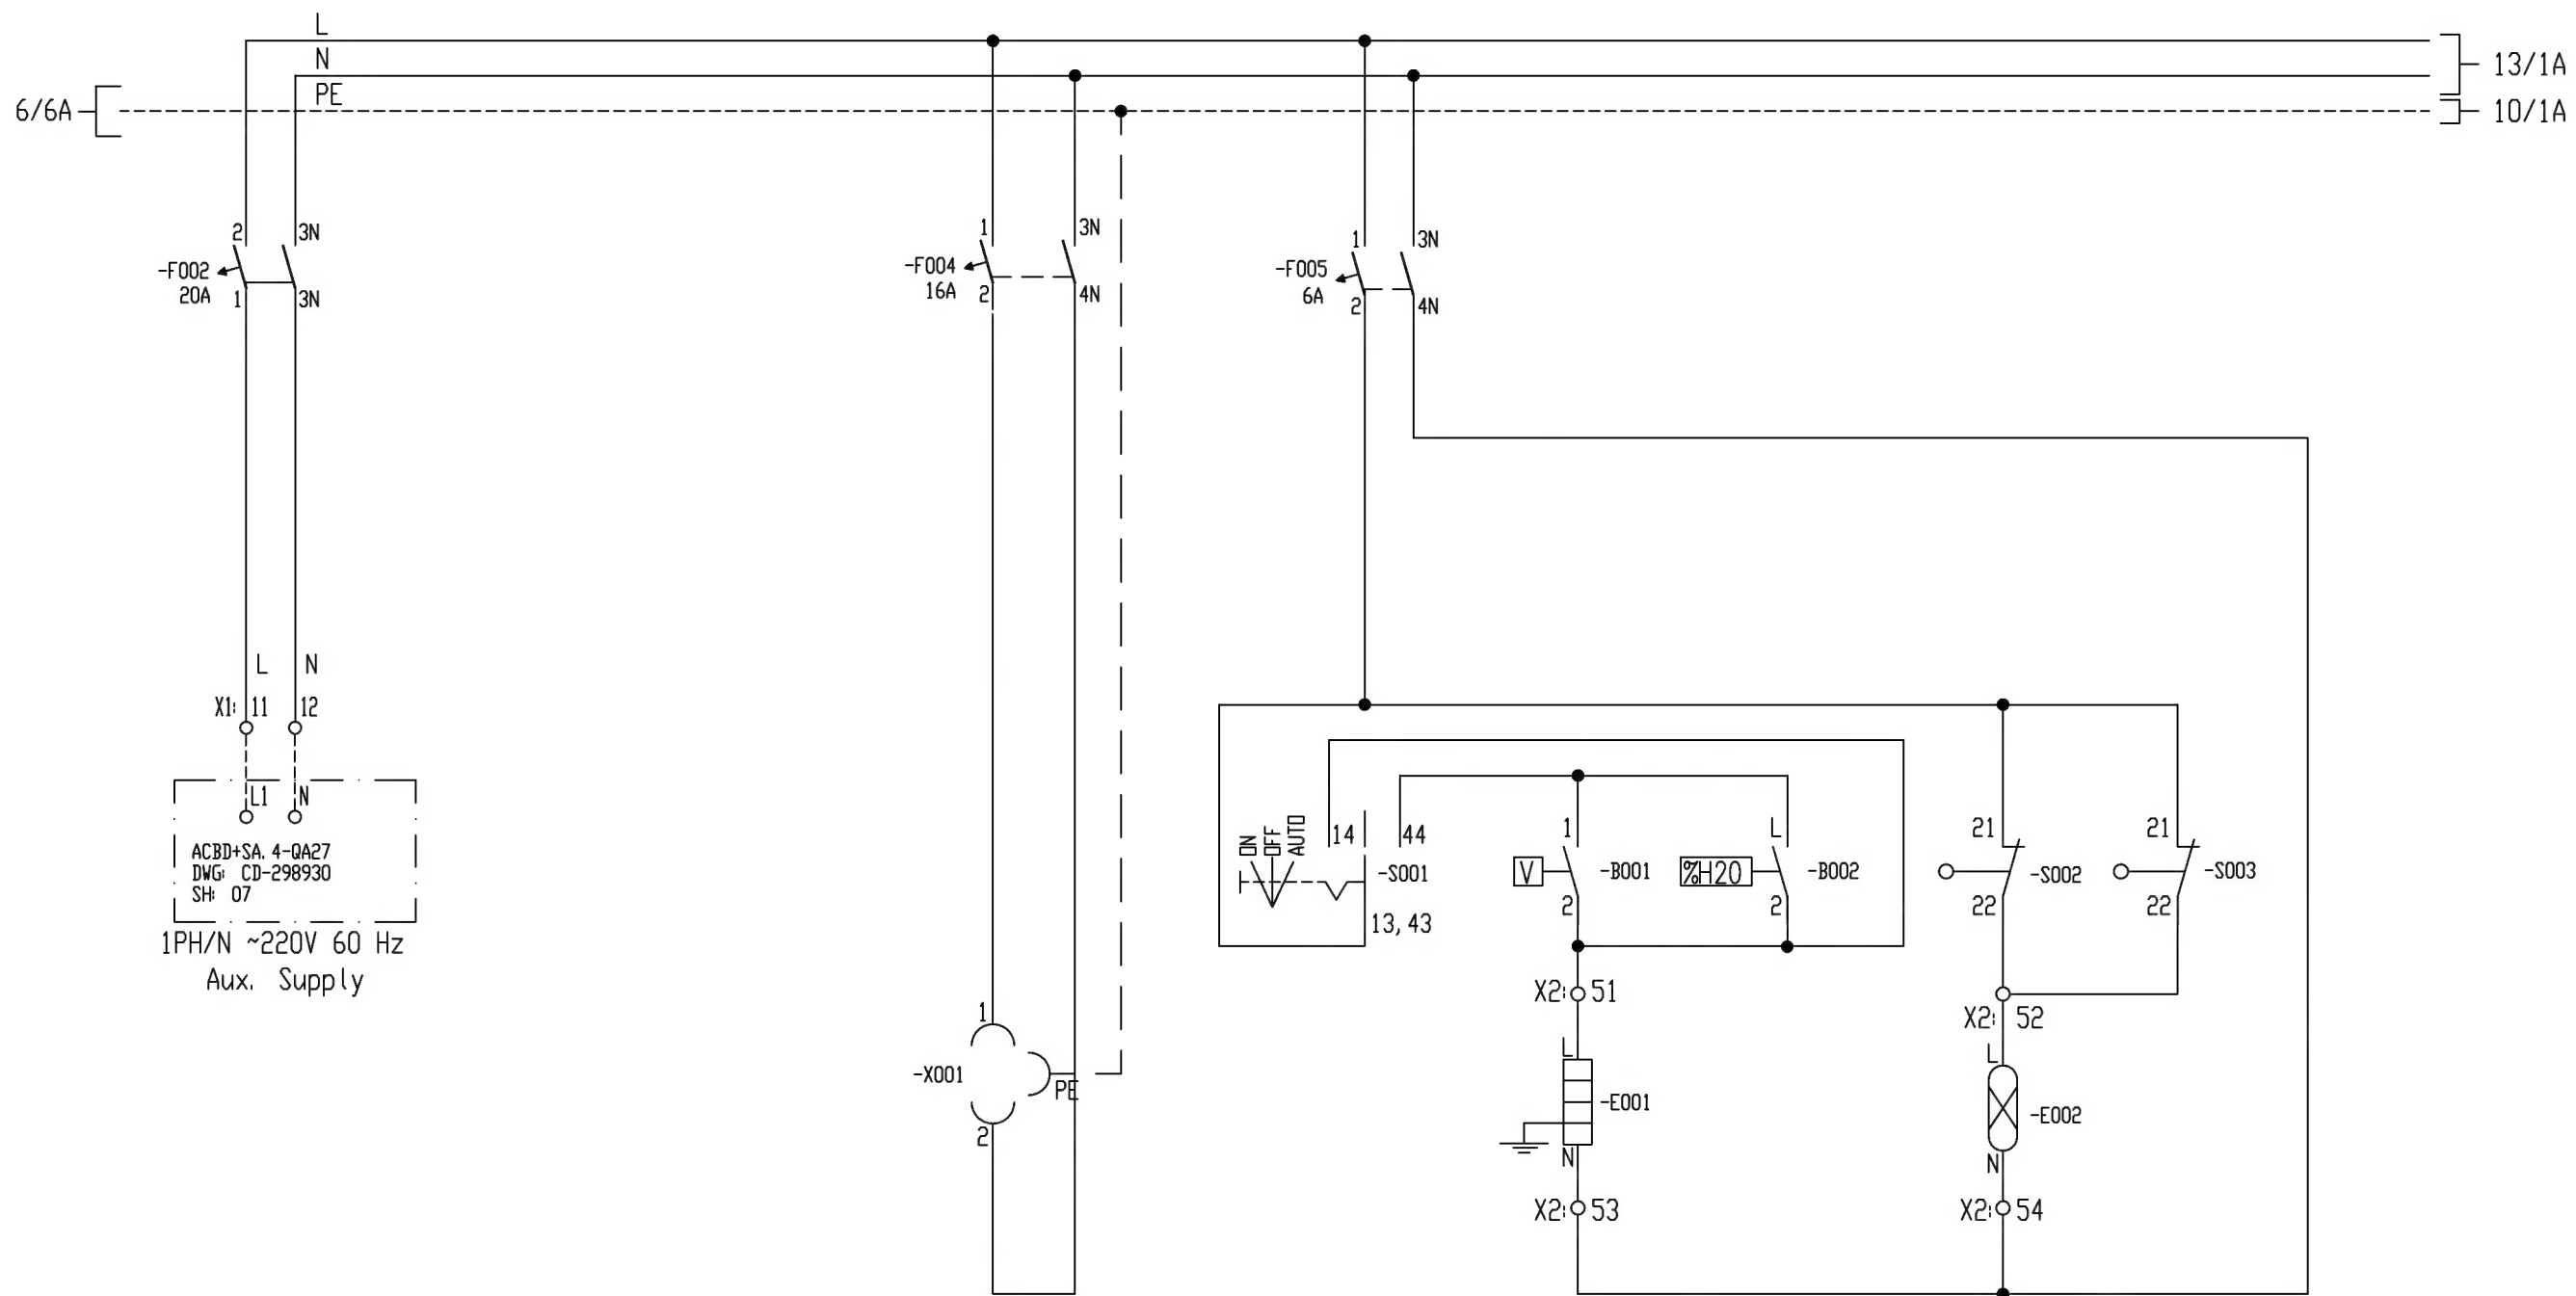 L
N
PE
6/6A
13/1A
10/1A
2
3N
-F002
20A
1
3N
1
3N
-F004
16A
2
4N
1
3N
-F005
6A
2
4N
L
N
X1:
11
12
L1
N
ACBD+SA. 4-QA27
DWG: CD-298930
SH: 07
1PH/N ~220V 60 Hz
Aux. Supply
1
-X001
PE
2
ON
OFF
AUTO
14
44
-S001
13, 43
1
V
-B001
2
L
%H20
-B002
2
21
-S002
22
21
-S003
22
X2: 51
L
-E001
N
X2: 53
X2: 52
L
-E002
N
X2: 54